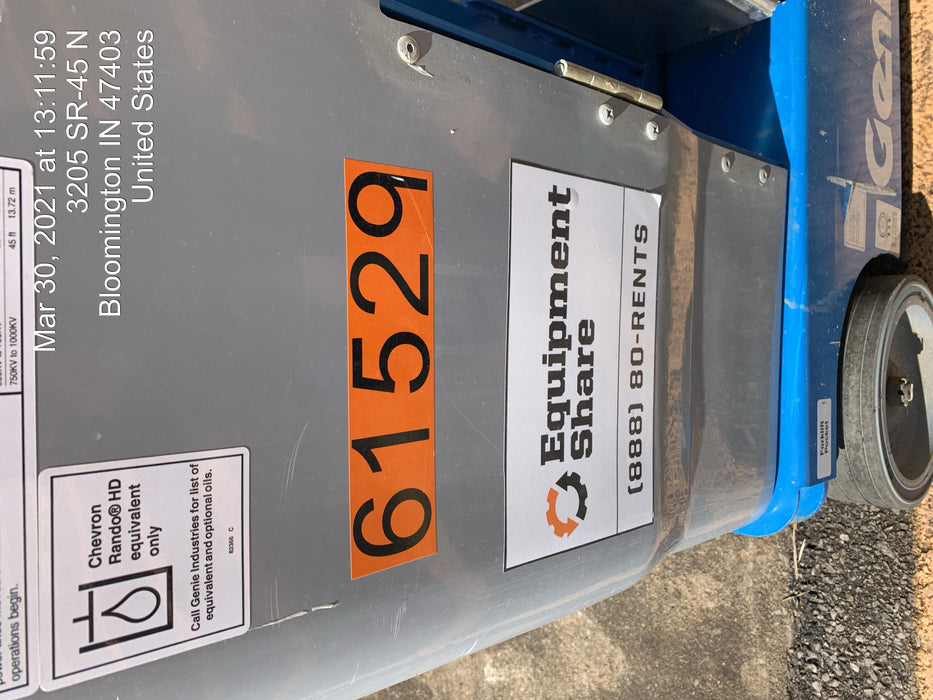 Mar 30, 2021 at 13:11:59
3205 SR-45 N
Bloomington IN 47403
United States
750KV to 1000KV 45 ft 13.72 m
operations begin.
Chevron
Rando® HD
equivalent
only
Call Genie Industries for list of
equivalent and optional oils.
82366 C
61529
Equipment
Share
(888) 80-RENTS
Forklift
Pocket
Genie